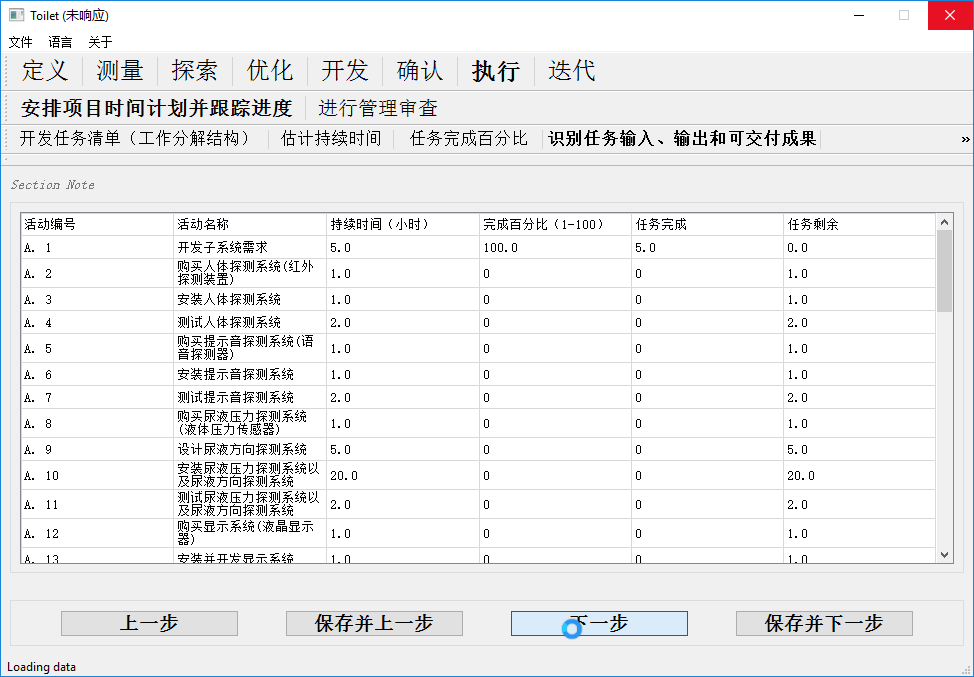 Toilet (未响应)
文件 语言 关于
定义 测量 探索 优化 开发 确认 执行 迭代
安排项目时间计划并跟踪进度 进行管理审查
开发任务清单（工作分解结构） 估计持续时间 任务完成百分比 识别任务输入、输出和可交付成果 »
Section Note
活动编号 活动名称 持续时间（小时） 完成百分比（1-100） 任务完成 任务剩余
A. 1 开发子系统需求 5.0 100.0 5.0 0.0
A. 2 购买人体探测系统(红外
探测装置) 1.0 0 0 1.0
A. 3 安装人体探测系统 1.0 0 0 1.0
A. 4 测试人体探测系统 2.0 0 0 2.0
A. 5 购买提示音探测系统(语
音探测器) 1.0 0 0 1.0
A. 6 安装提示音探测系统 1.0 0 0 1.0
A. 7 测试提示音探测系统 2.0 0 0 2.0
A. 8 购买尿液压力探测系统
(液体压力传感器) 1.0 0 0 1.0
A. 9 设计尿液方向探测系统 5.0 0 0 5.0
A. 10 安装尿液压力探测系统以
及尿液方向探测系统 20.0 0 0 20.0
A. 11 测试尿液压力探测系统以
及尿液方向探测系统 2.0 0 0 2.0
A. 12 购买显示系统(液晶显示
器) 1.0 0 0 1.0
A. 13 安装并开发显示系统 1.0 0 0 1.0
上一步 保存并上一步 下一步 保存并下一步
Loading data